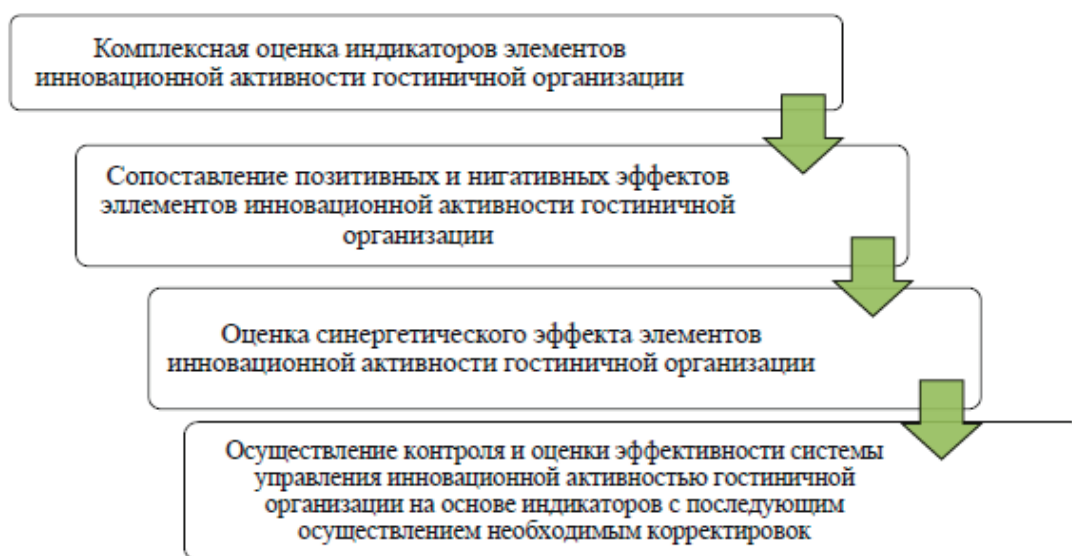 Комплексная оценка индикаторов элементов
инновационной активности гостиничной организации
Сопоставление позитивных и нигативных эффектов
эллементов инновационной активности гостиничной
организации
Оценка синергетического эффекта элементов
инновационной активности гостиничной организации
Осуществление контроля и оценки эффективности системы
управления инновационной активностью гостиничной
организации на основе индикаторов с последующим
осуществлением необходимым корректировок